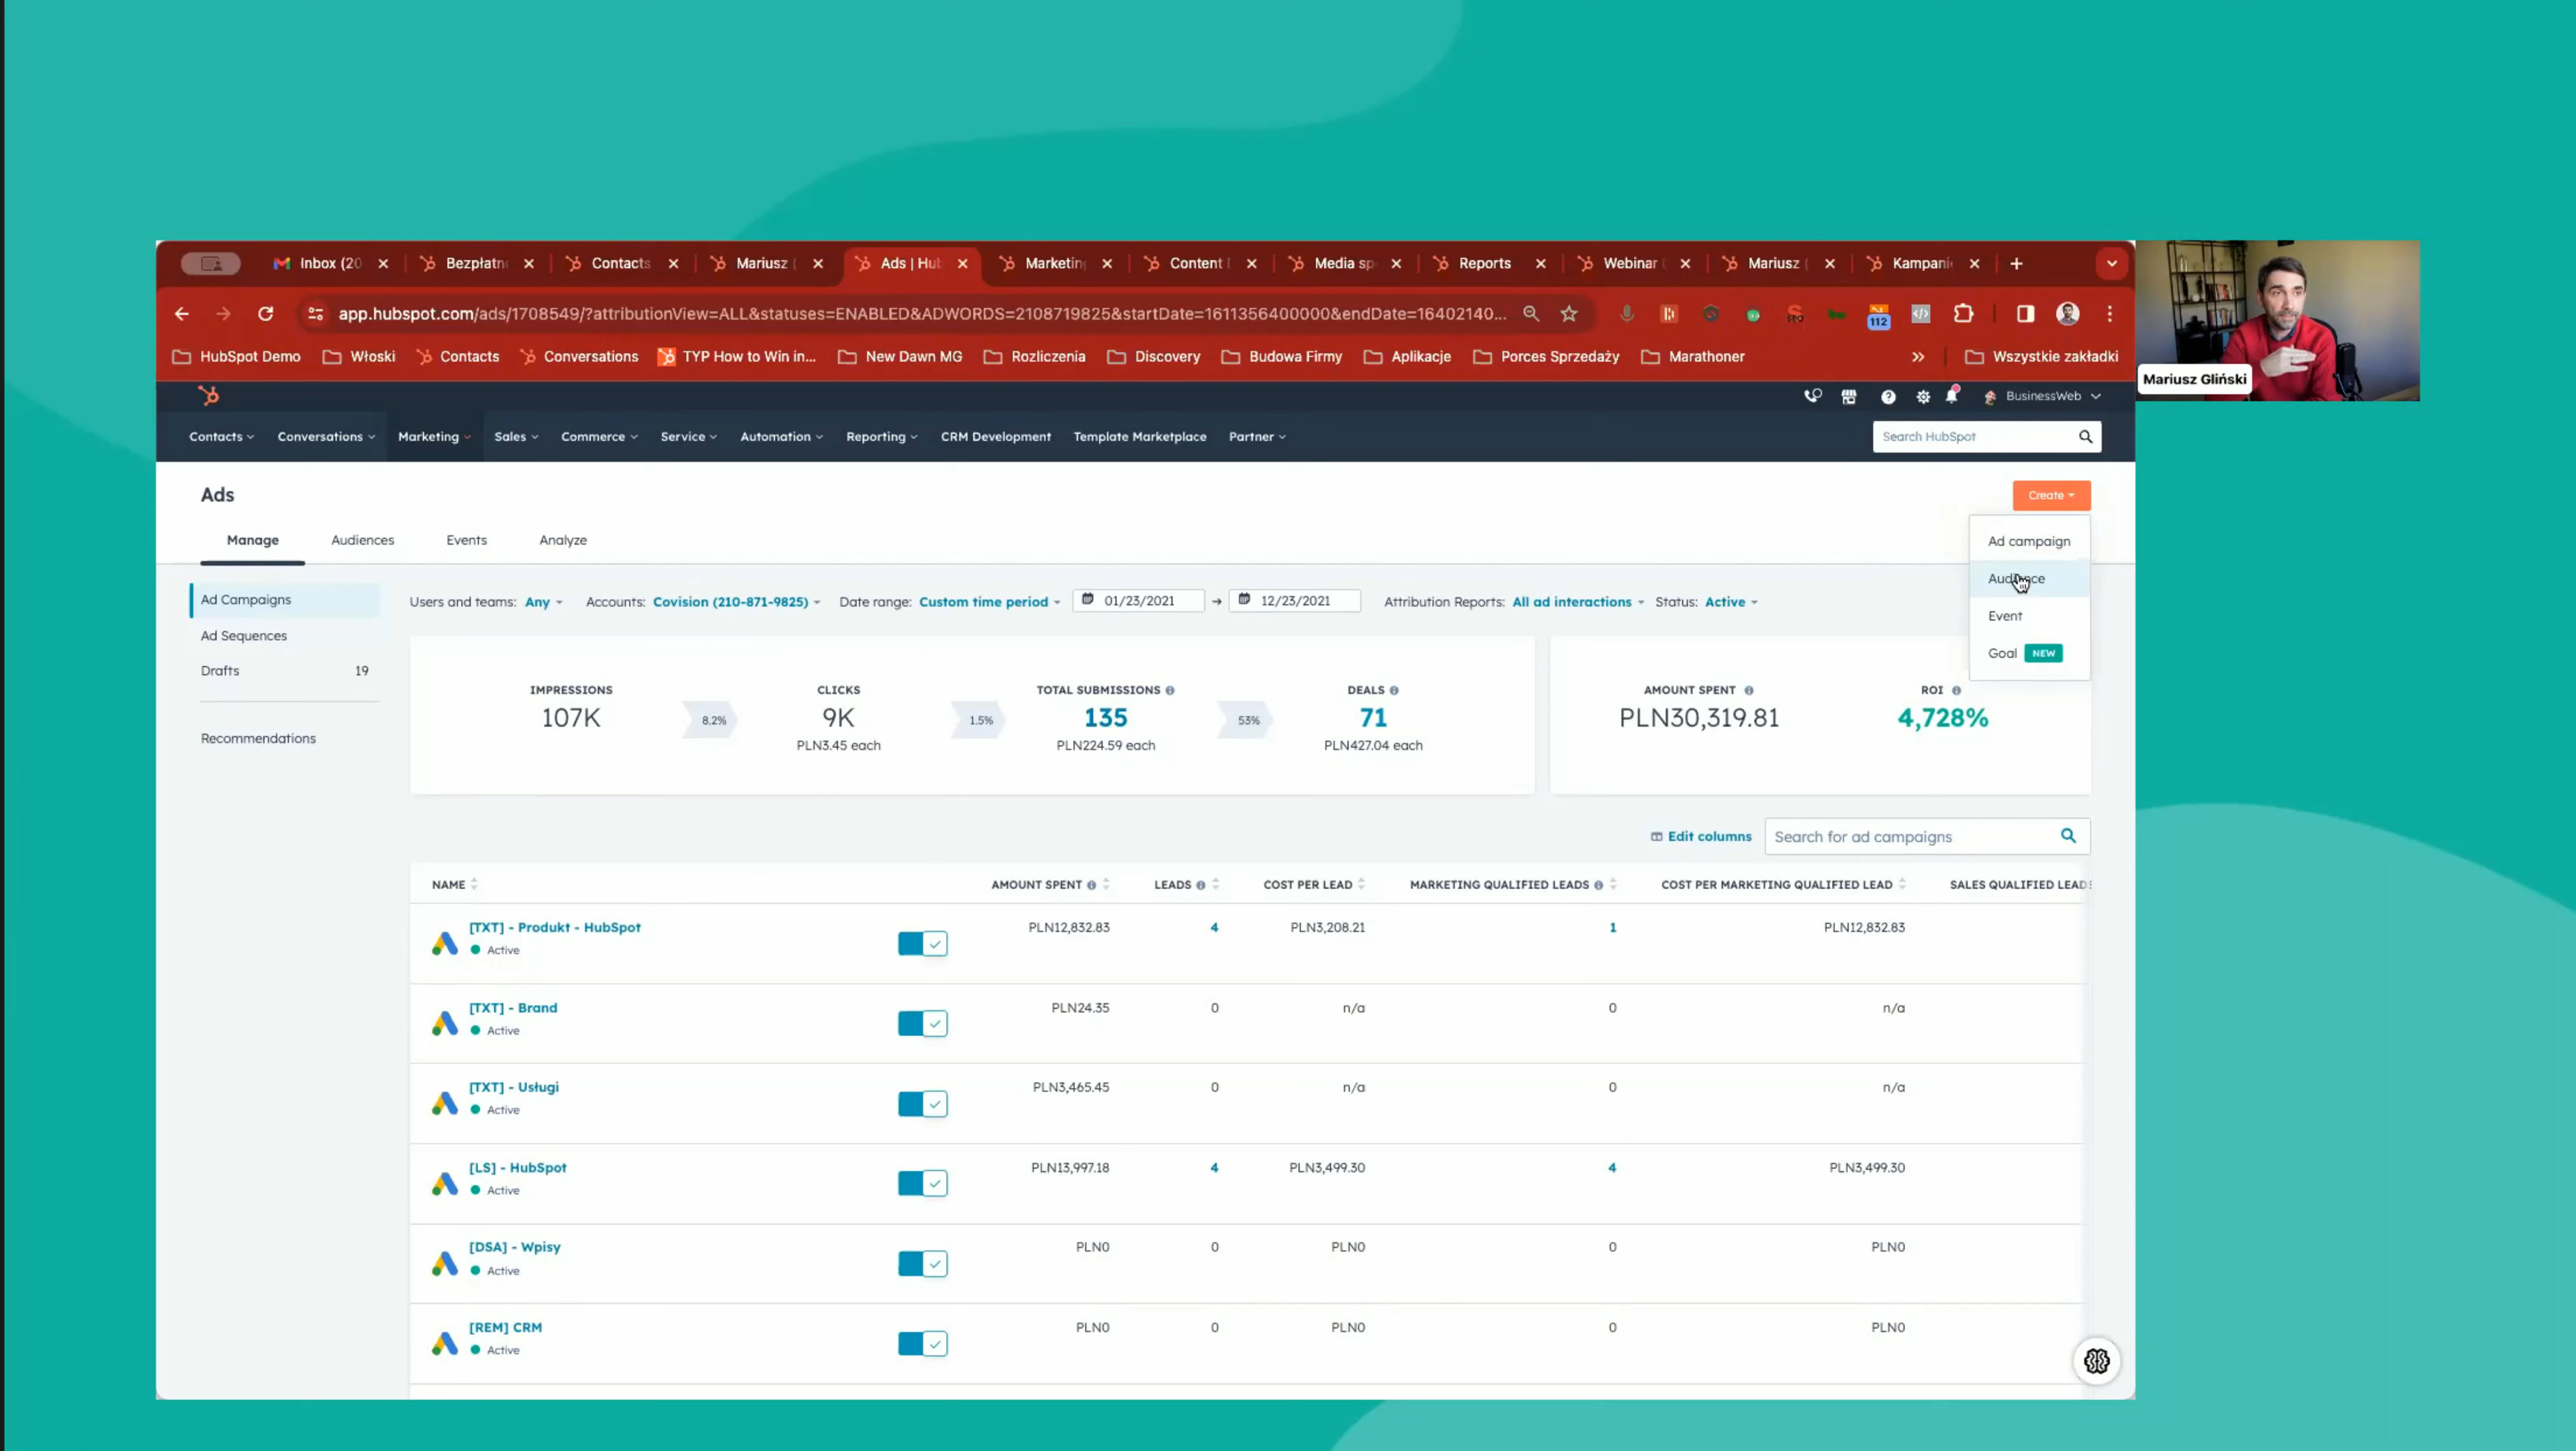 Inbox (20
Bezpłatn
Contacts
Mariusz (
Ads | Hub
Marketing
Content
Media sp
Reports
Webinar
Mariusz (
Kampani
app.hubspot.com/ads/1708549/?attributionView=ALL&statuses=ENABLED&ADWORDS=2108719825&startDate=1611356400000&endDate=16402140...
112
HubSpot Demo
Włoski
Contacts
Conversations
TYP How to Win in...
New Dawn MG
Rozliczenia
Discovery
Budowa Firmy
Aplikacje
Porces Sprzedaży
Marathoner
Wszystkie zakładki
Mariusz Gliński
BusinessWeb
Contacts
Conversations
Marketing
Sales
Commerce
Service
Automation
Reporting
CRM Development
Template Marketplace
Partner
Search HubSpot
Ads
Create
Manage
Audiences
Events
Analyze
Ad campaign
Audience
Event
Goal NEW
Ad Campaigns
Ad Sequences
Drafts 19
Recommendations
Users and teams: Any
Accounts: Covision (210-871-9825)
Date range: Custom time period
01/23/2021
12/23/2021
Attribution Reports: All ad interactions
Status: Active
IMPRESSIONS
107K
8.2%
CLICKS
9K
PLN3.45 each
1.5%
TOTAL SUBMISSIONS
135
PLN224.59 each
53%
DEALS
71
PLN427.04 each
AMOUNT SPENT
PLN30,319.81
ROI
4,728%
Edit columns
Search for ad campaigns
NAME AMOUNT SPENT LEADS COST PER LEAD MARKETING QUALIFIED LEADS COST PER MARKETING QUALIFIED LEAD SALES QUALIFIED LEADS
[TXT] - Produkt - HubSpot PLN12,832.83 4 PLN3,208.21 1 PLN12,832.83
Active
[TXT] - Brand PLN24.35 0 n/a 0 n/a
Active
[TXT] - Usługi PLN3,465.45 0 n/a 0 n/a
Active
[LS] - HubSpot PLN13,997.18 4 PLN3,499.30 4 PLN3,499.30
Active
[DSA] - Wpisy PLN0 0 PLN0 0 PLN0
Active
[REM] CRM PLN0 0 PLN0 0 PLN0
Active